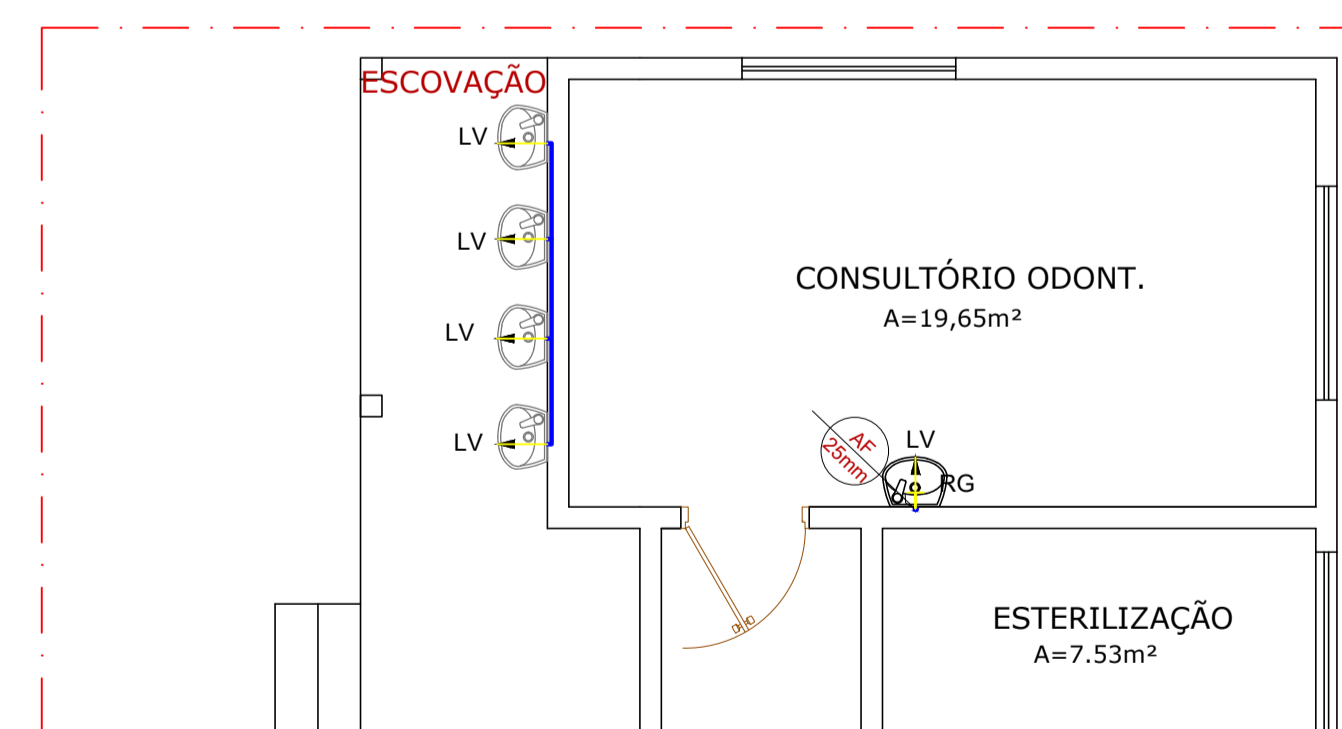 ESCOVAÇÃO
LV
LV
LV
LV
CONSULTÓRIO ODONT.
A=19,65m²
AF
25mm
LV
RG
ESTERILIZAÇÃO
A=7.53m²